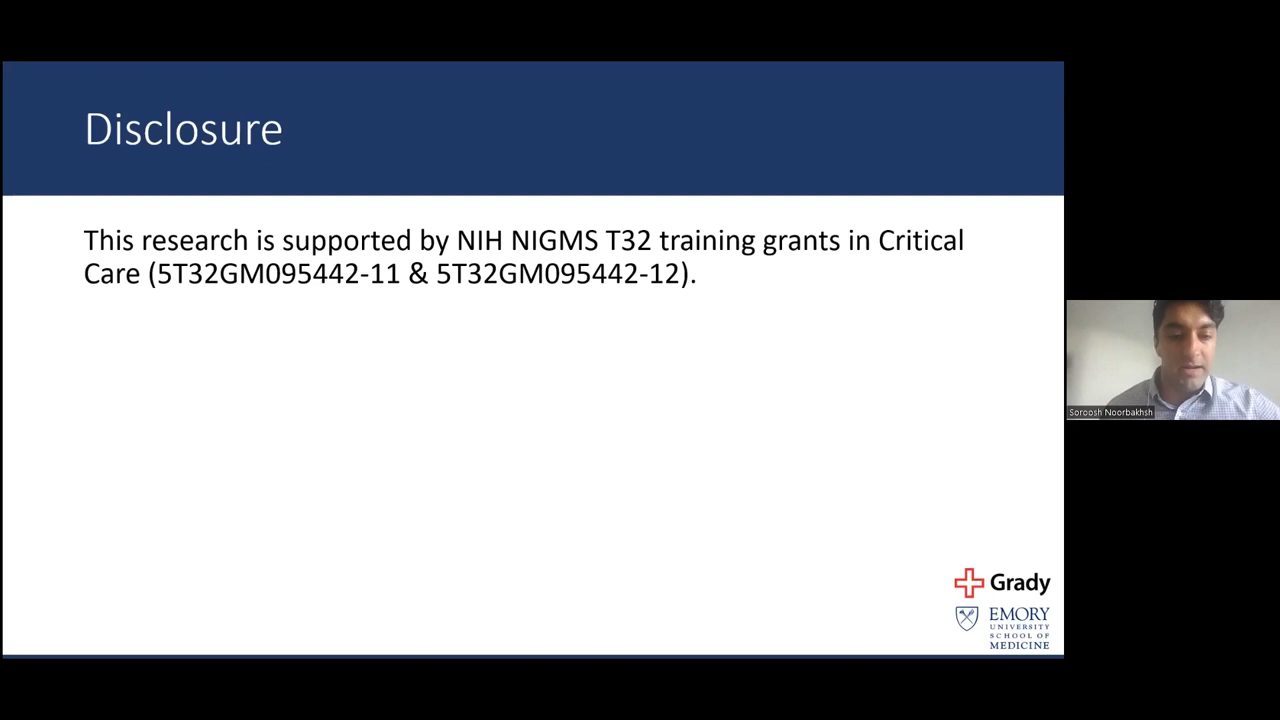 Disclosure
This research is supported by NIH NIGMS T32 training grants in Critical
Care (5T32GM095442-11 & 5T32GM095442-12).
Soroosh Noorbakhsh
Grady
EMORY
UNIVERSITY
SCHOOL OF
MEDICINE